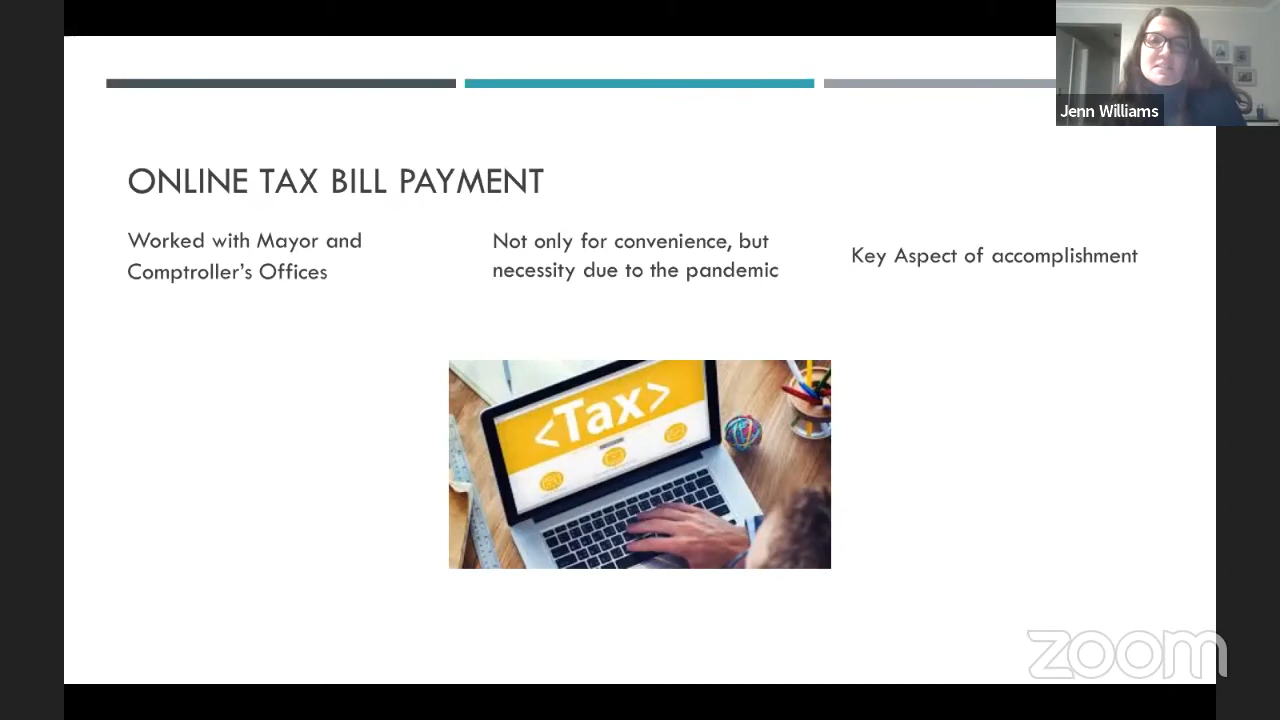 Jenn Williams
ONLINE TAX BILL PAYMENT
Worked with Mayor and
Comptroller's Offices
Not only for convenience, but
necessity due to the pandemic
Key Aspect of accomplishment
<Tax>
zoom